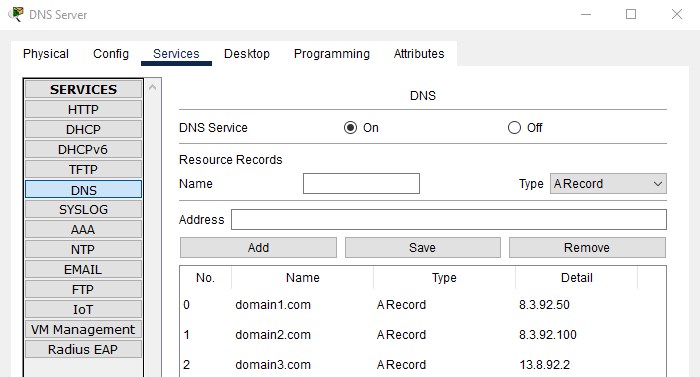 DNS Server
Physical Config Services Desktop Programming Attributes
SERVICES
HTTP
DHCP
DHCPv6
TFTP
DNS
SYSLOG
AAA
NTP
EMAIL
FTP
IoT
VM Management
Radius EAP
DNS
DNS Service On Off
Resource Records
Name Type A Record
Address
Add Save Remove
No. Name Type Detail
0 domain1.com A Record 8.3.92.50
1 domain2.com A Record 8.3.92.100
2 domain3.com A Record 13.8.92.2